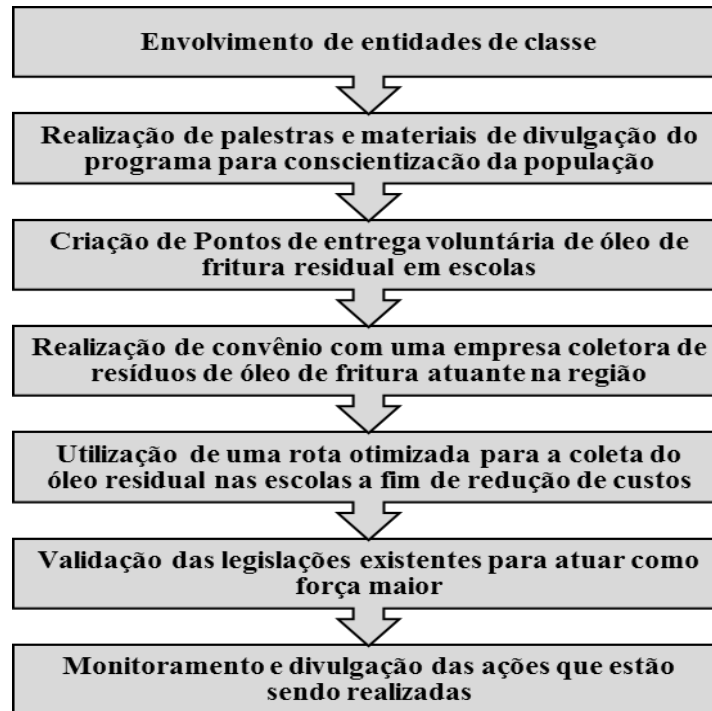 Envolvimento de entidades de classe
Realização de palestras e materiais de divulgação do
programa para conscientizacão da população
Criação de Pontos de entrega voluntária de óleo de
fritura residual em escolas
Realização de convênio com uma empresa coletora de
resíduos de óleo de fritura atuante na região
Utilização de uma rota otimizada para a coleta do
óleo residual nas escolas a fim de redução de custos
Validação das legislações existentes para atuar como
força maior
Monitoramento e divulgação das ações que estão
sendo realizadas